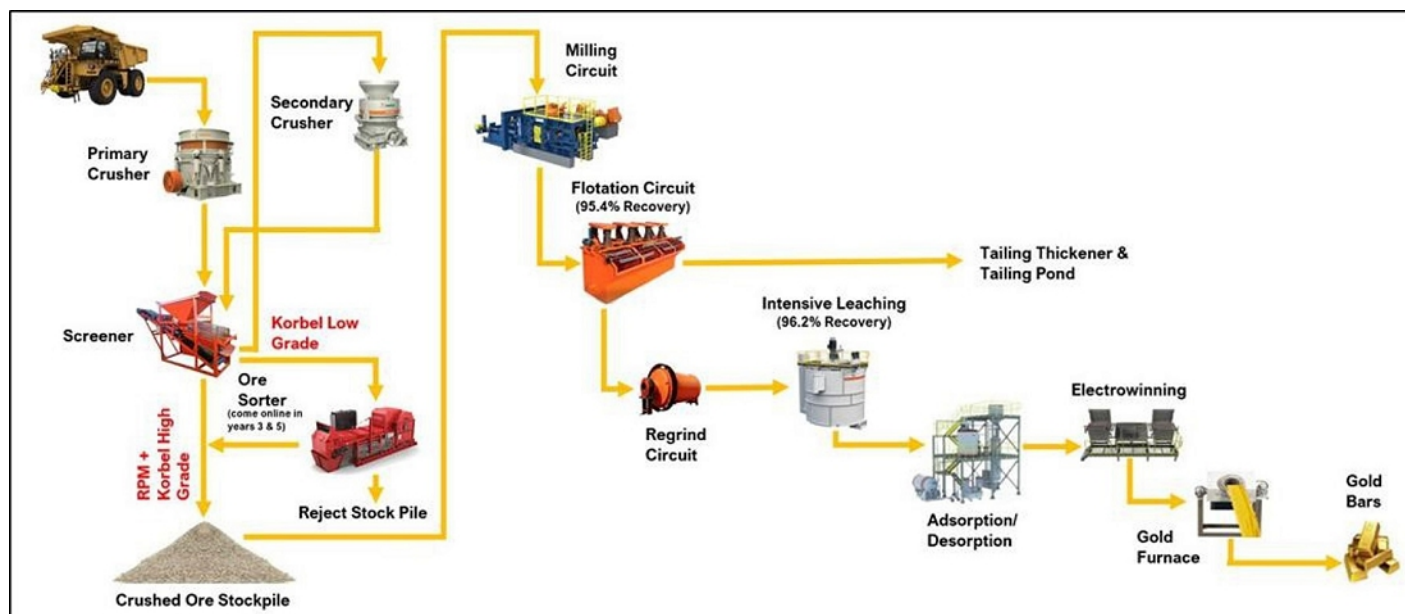 Primary
Crusher
Secondary
Crusher
Milling
Circuit
Flotation Circuit
(95.4% Recovery)
Tailing Thickener &
Tailing Pond
Screener
Korbel Low
Grade
Ore
Sorter
(come online in
years 3 & 5)
RPM +
Korbel High
Grade
Reject Stock Pile
Crushed Ore Stockpile
Regrind
Circuit
Intensive Leaching
(96.2% Recovery)
Adsorption/
Desorption
Electrowinning
Gold
Furnace
Gold
Bars